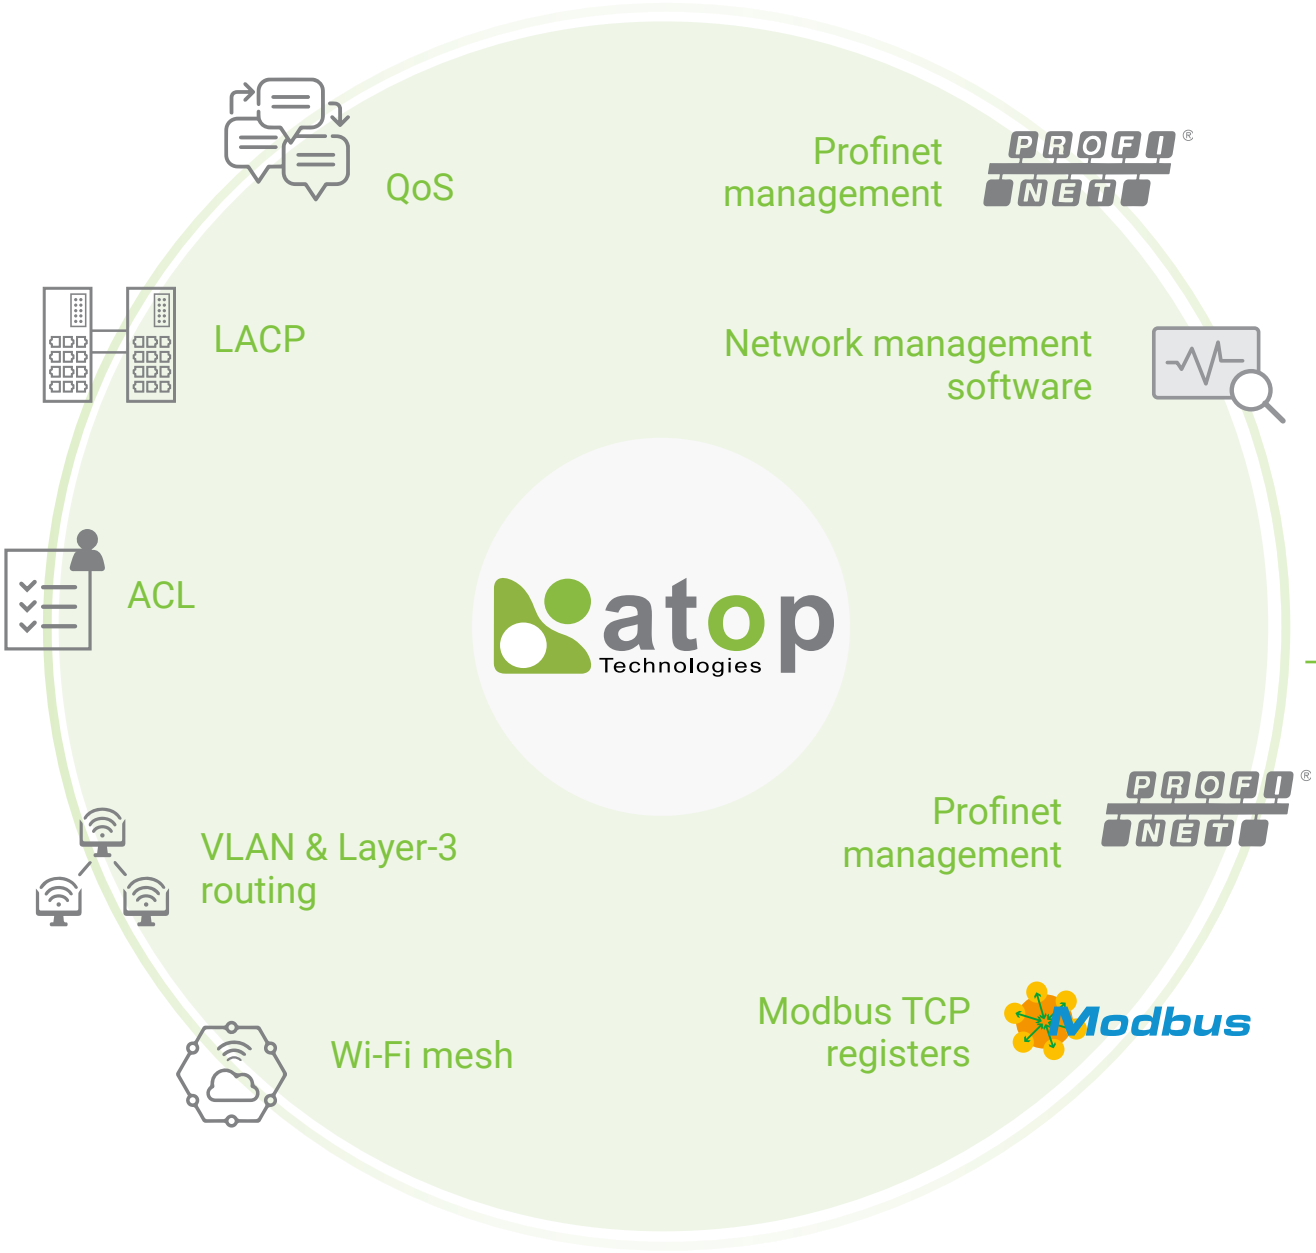 QoS
Profinet
management
PROFI®
NET
LACP
Network management
software
ACL
atop
Technologies
VLAN & Layer-3
routing
Profinet
management
PROFI®
NET
Wi-Fi mesh
Modbus TCP
registers
Modbus